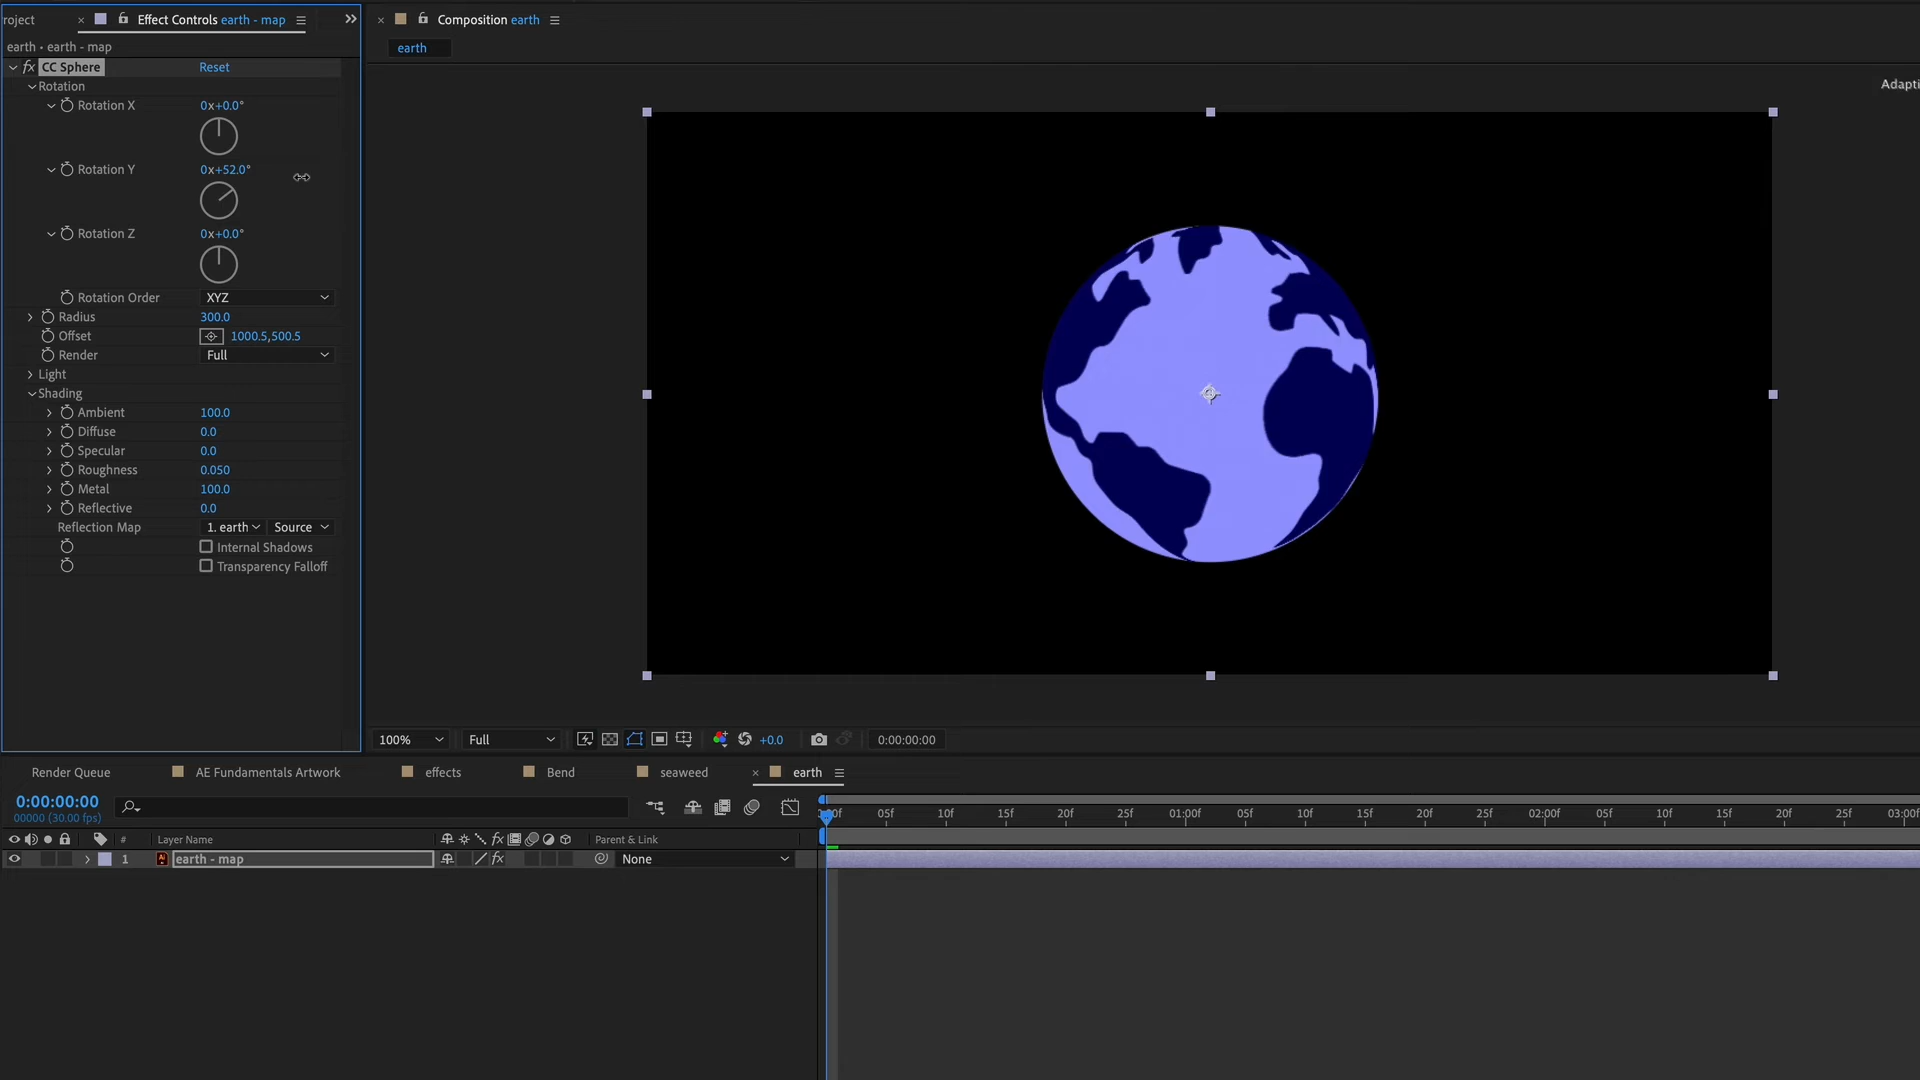 roject
Effect Controls earth - map
Composition earth
earth • earth - map
earth
fx CC Sphere Reset
Adapti
Rotation
Rotation X 0x+0.0°
Rotation Y 0x+52.0°
Rotation Z 0x+0.0°
Rotation Order XYZ
Radius 300.0
Offset 1000.5,500.5
Render Full
Light
Shading
Ambient 100.0
Diffuse 0.0
Specular 0.0
Roughness 0.050
Metal 100.0
Reflective 0.0
Reflection Map 1. earth Source
Internal Shadows
Transparency Falloff
100% Full +0.0 0:00:00:00
Render Queue AE Fundamentals Artwork effects Bend seaweed earth
0:00:00:00
00000 (30.00 fps)
:00f 05f 10f 15f 20f 25f 01:00f 05f 10f 15f 20f 25f 02:00f 05f 10f 15f 20f 25f 03:00f
# Layer Name fx Parent & Link
1 Ai earth - map fx None